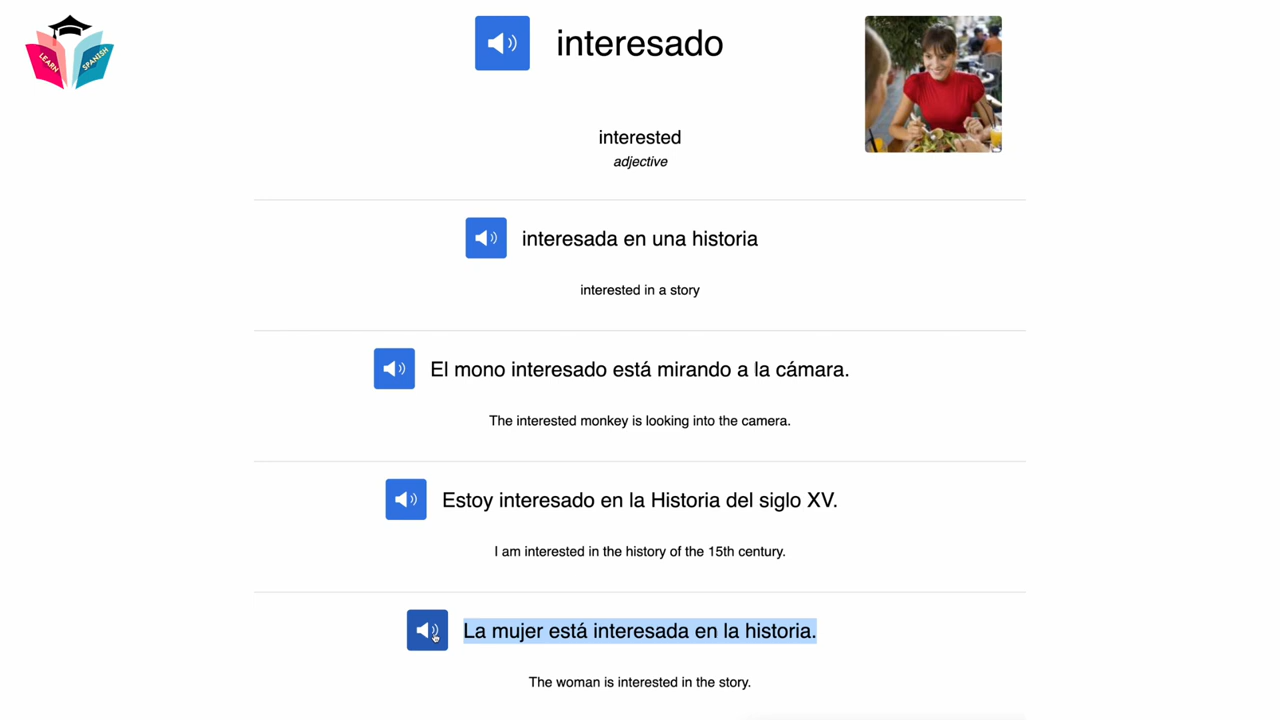 LEARN
SPANISH
interesado
interested
adjective
interesada en una historia
interested in a story
El mono interesado está mirando a la cámara.
The interested monkey is looking into the camera.
Estoy interesado en la Historia del siglo XV.
I am interested in the history of the 15th century.
La mujer está interesada en la historia.
The woman is interested in the story.